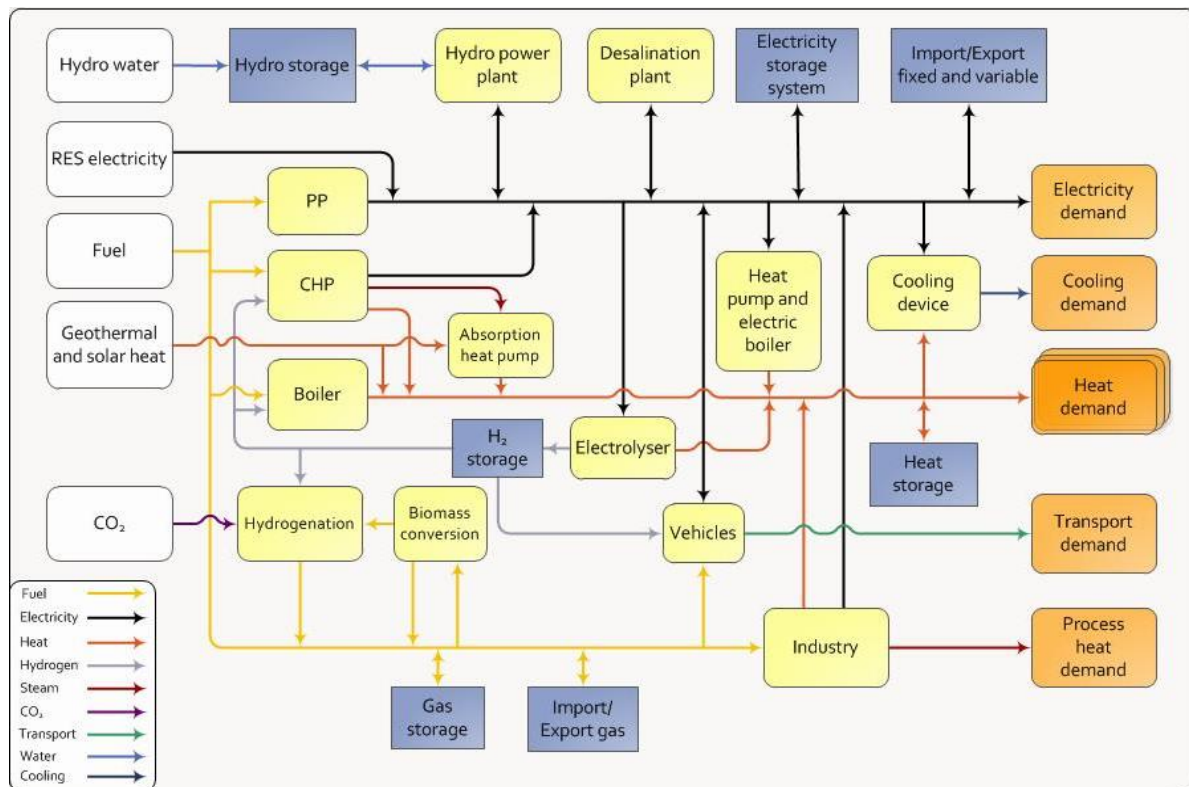 Hydro water
Hydro storage
Hydro power
plant
Desalination
plant
Electricity
storage
system
Import/Export
fixed and variable
RES electricity
PP
Electricity
demand
Fuel
CHP
Heat
pump and
electric
boiler
Cooling
device
Cooling
demand
Geothermal
and solar heat
Absorption
heat pump
Boiler
Heat
demand
H₂
storage
Electrolyser
Heat
storage
CO₂
Hydrogenation
Biomass
conversion
Vehicles
Transport
demand
Industry
Process
heat
demand
Gas
storage
Import/
Export gas
Fuel
Electricity
Heat
Hydrogen
Steam
CO₂
Transport
Water
Cooling